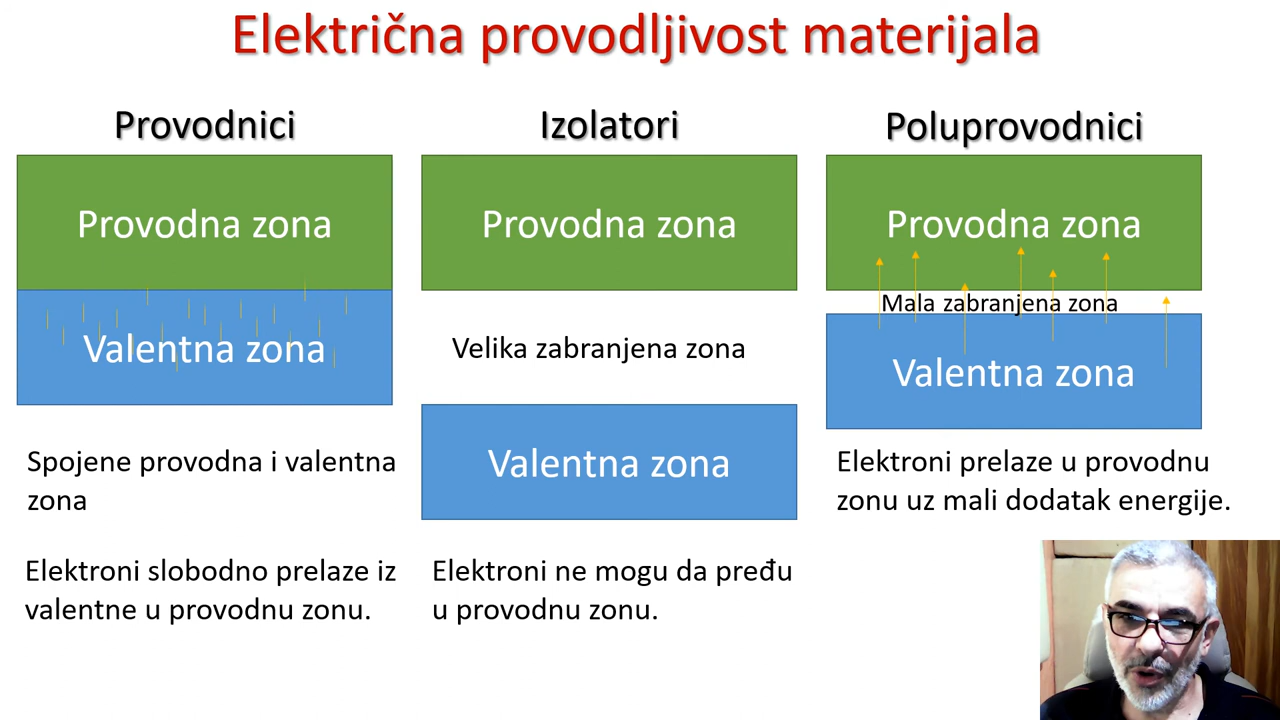 Električna provodljivost materijala
Provodnici
Provodna zona
Valentna zona
Spojene provodna i valentna
zona
Elektroni slobodno prelaze iz
valentne u provodnu zonu.
Izolatori
Provodna zona
Velika zabranjena zona
Valentna zona
Elektroni ne mogu da pređu
u provodnu zonu.
Poluprovodnici
Provodna zona
Mala zabranjena zona
Valentna zona
Elektroni prelaze u provodnu
zonu uz mali dodatak energije.